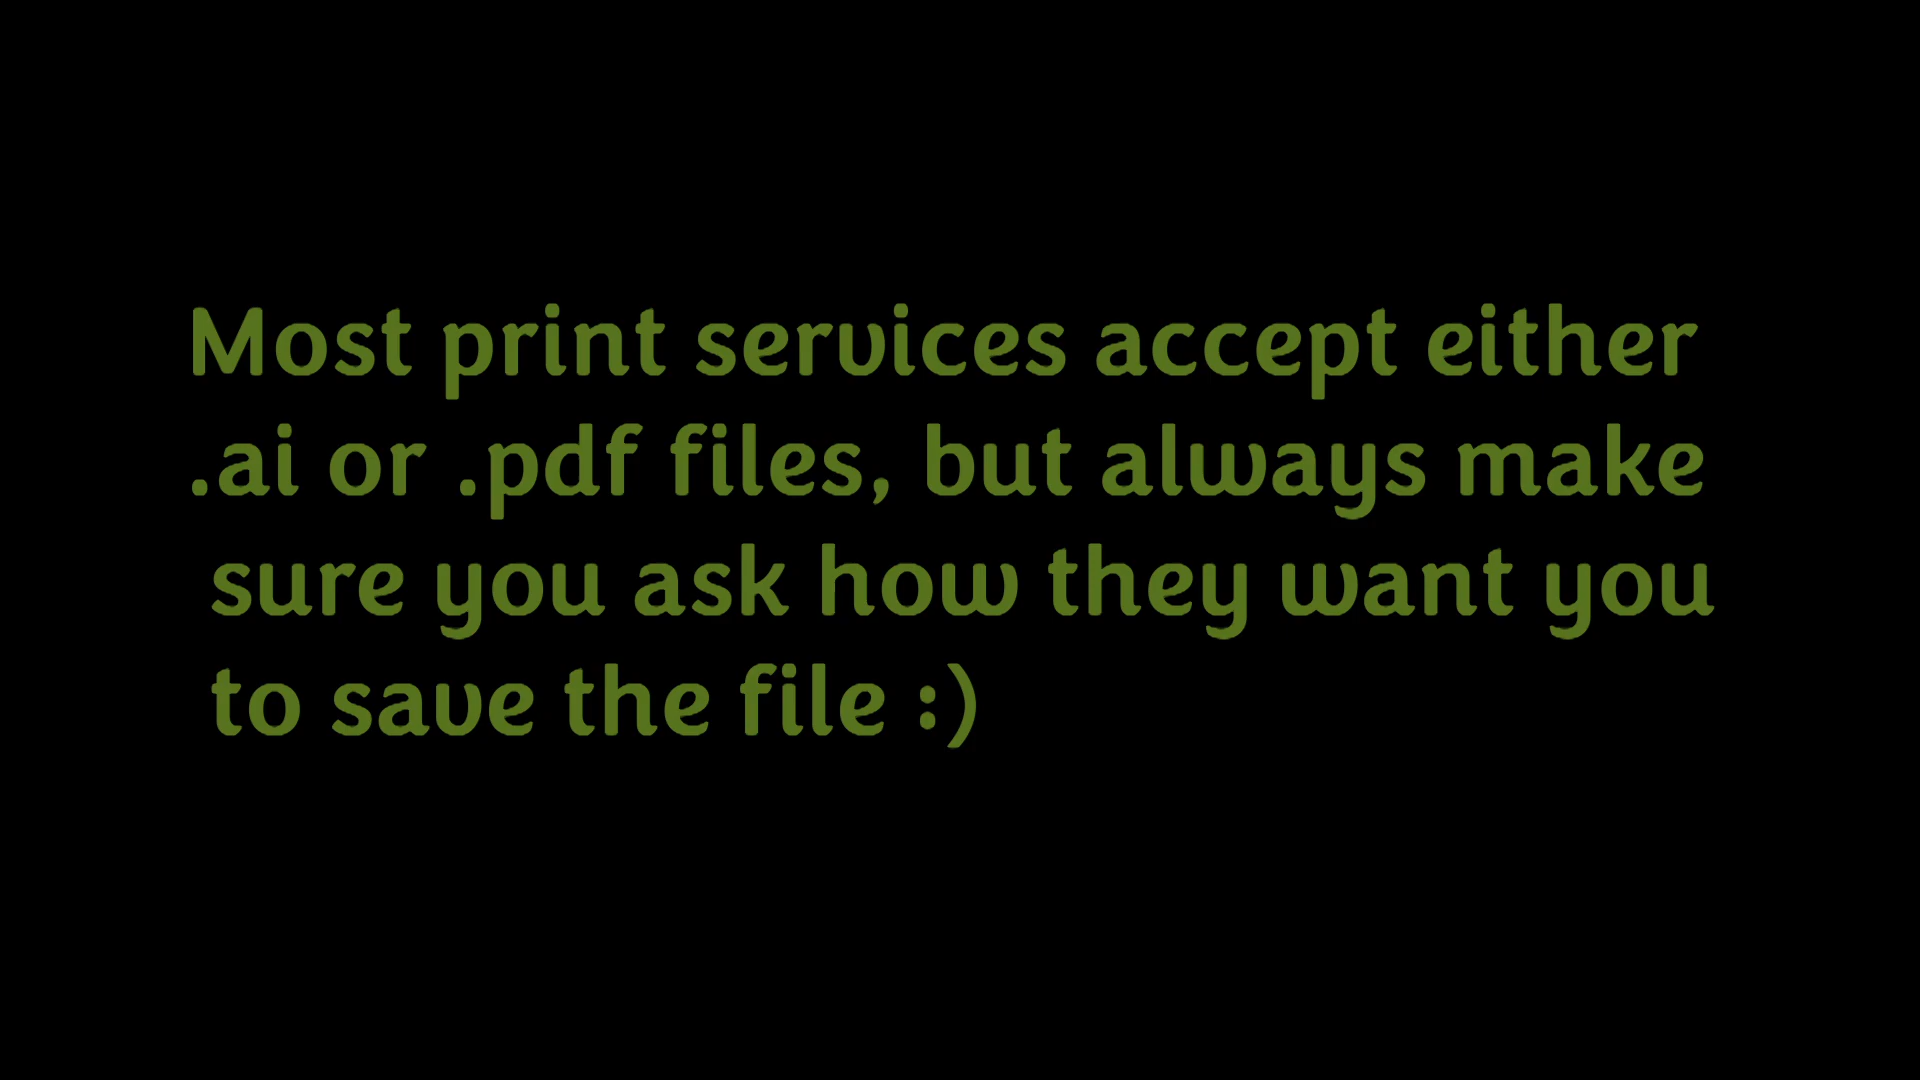 Most print services accept either
.ai or .pdf files, but always make
sure you ask how they want you
to save the file :)